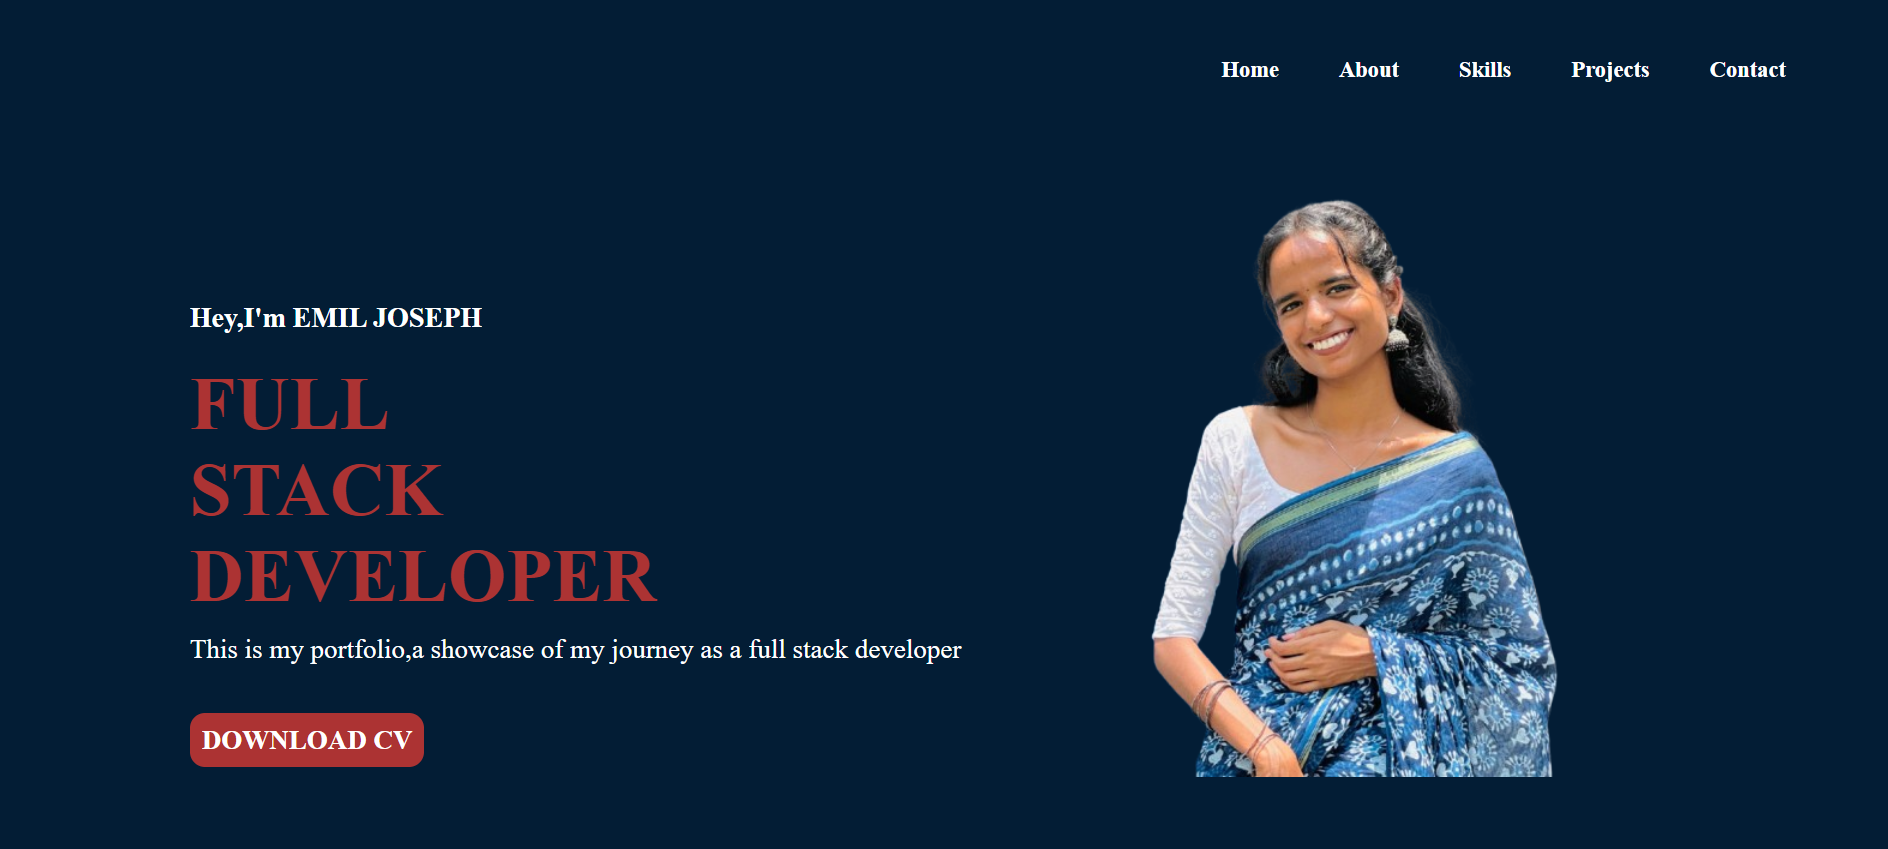 Home About Skills Projects Contact
Hey,I'm EMIL JOSEPH
FULL
STACK
DEVELOPER
This is my portfolio,a showcase of my journey as a full stack developer
DOWNLOAD CV